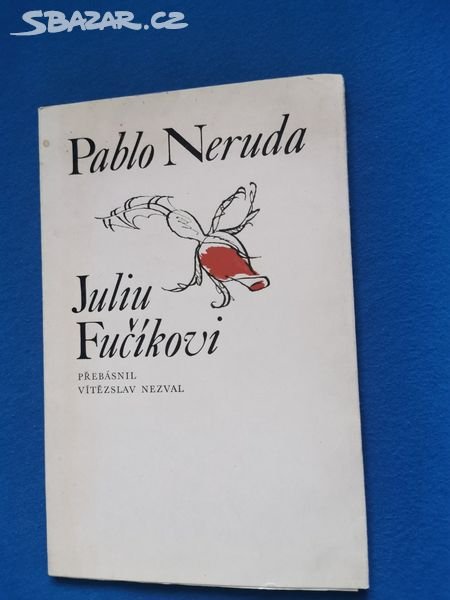 SBAZAR.CZ
Pablo Neruda
Juliu
Fučíkovi
PŘEBÁSNIL
VÍTĚZSLAV NEZVAL